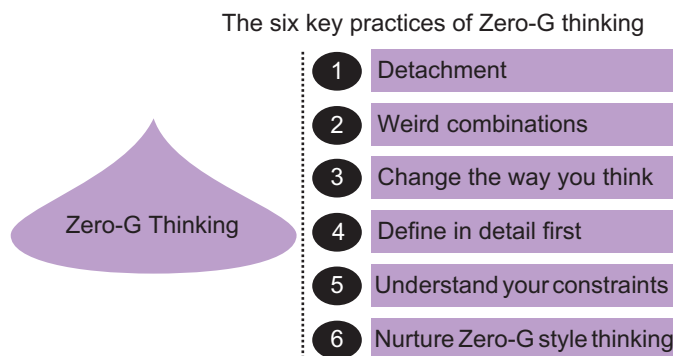 The six key practices of Zero-G thinking
1 Detachment
2 Weird combinations
3 Change the way you think
Zero-G Thinking
4 Define in detail first
5 Understand your constraints
6 Nurture Zero-G style thinking